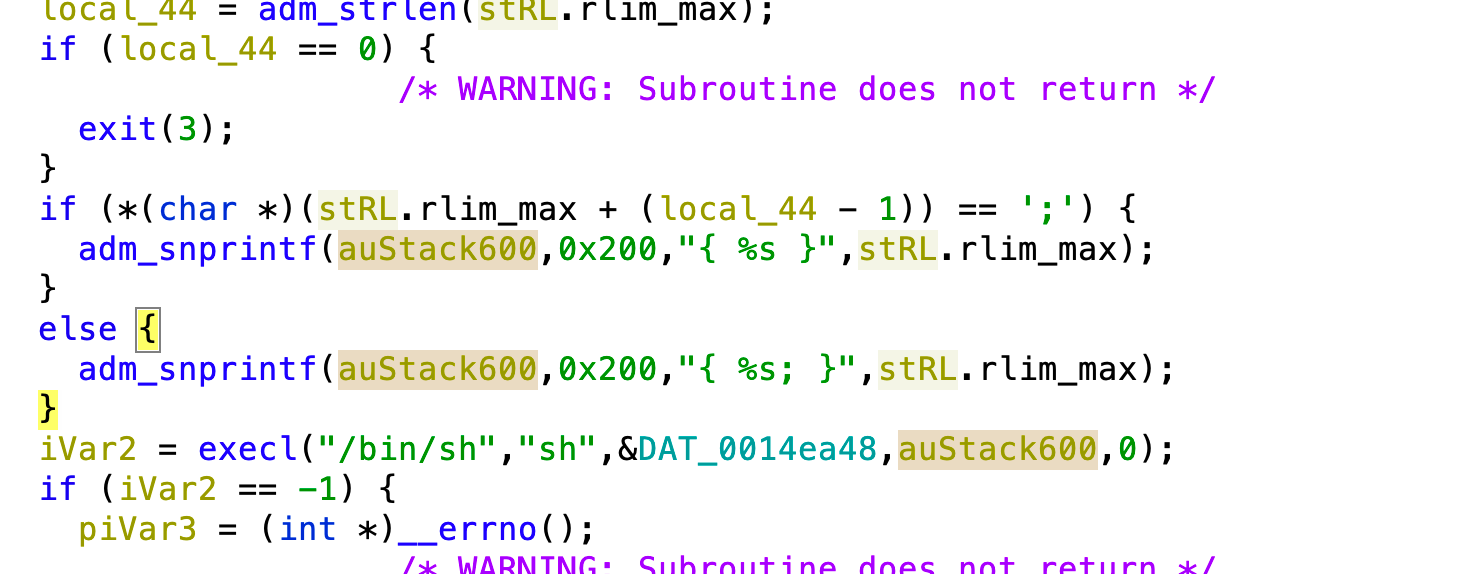 local_44 = adm_strlen(stRL.rlim_max);
if (local_44 == 0) {
/* WARNING: Subroutine does not return */
exit(3);
}
if (*(char *)(stRL.rlim_max + (local_44 - 1)) == ';') {
adm_snprintf(auStack600,0x200,"{ %s }",stRL.rlim_max);
}
else {
adm_snprintf(auStack600,0x200,"{ %s; }",stRL.rlim_max);
}
iVar2 = execl("/bin/sh","sh",&DAT_0014ea48,auStack600,0);
if (iVar2 == -1) {
piVar3 = (int *)__errno();
/* WARNING: Subroutine does not return */